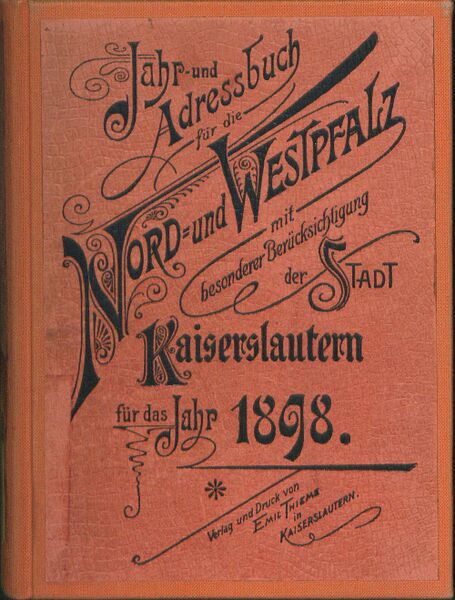 Jahr- und
Adressbuch
für die
Nord- und Westpfalz
mit
besonderer Berücksichtigung
der Stadt
Kaiserslautern
für das Jahr 1898.
*
Verlag und Druck von
Emil Thieme
in
Kaiserslautern.